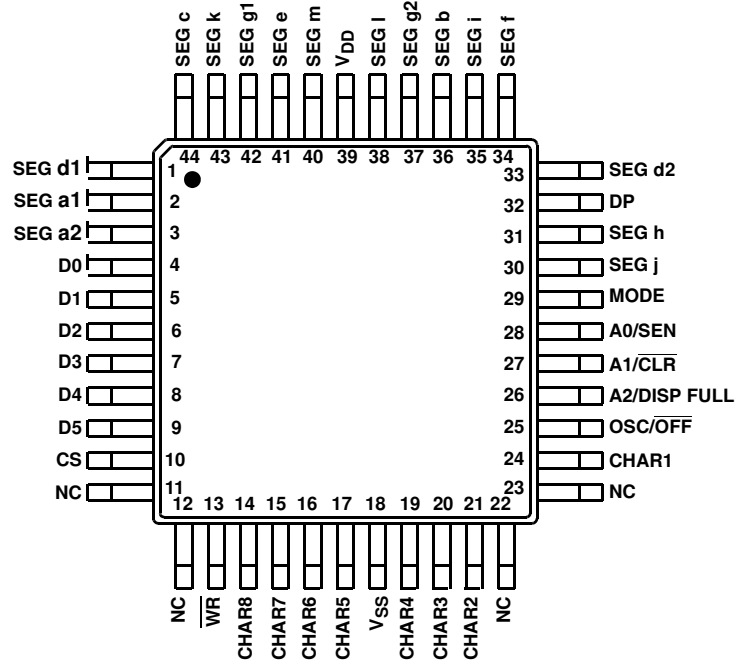 SEG c
SEG k
SEG g1
SEG e
SEG m
VDD
SEG l
SEG g2
SEG b
SEG i
SEG f
44 43 42 41 40 39 38 37 36 35 34
SEG d1 1
SEG a1 2
SEG a2 3
D0 4
D1 5
D2 6
D3 7
D4 8
D5 9
CS 10
NC 11
33 SEG d2
32 DP
31 SEG h
30 SEG j
29 MODE
28 A0/SEN
27 A1/CLR
26 A2/DISP FULL
25 OSC/OFF
24 CHAR1
23 NC
12 13 14 15 16 17 18 19 20 21 22
NC
WR
CHAR8
CHAR7
CHAR6
CHAR5
VSS
CHAR4
CHAR3
CHAR2
NC